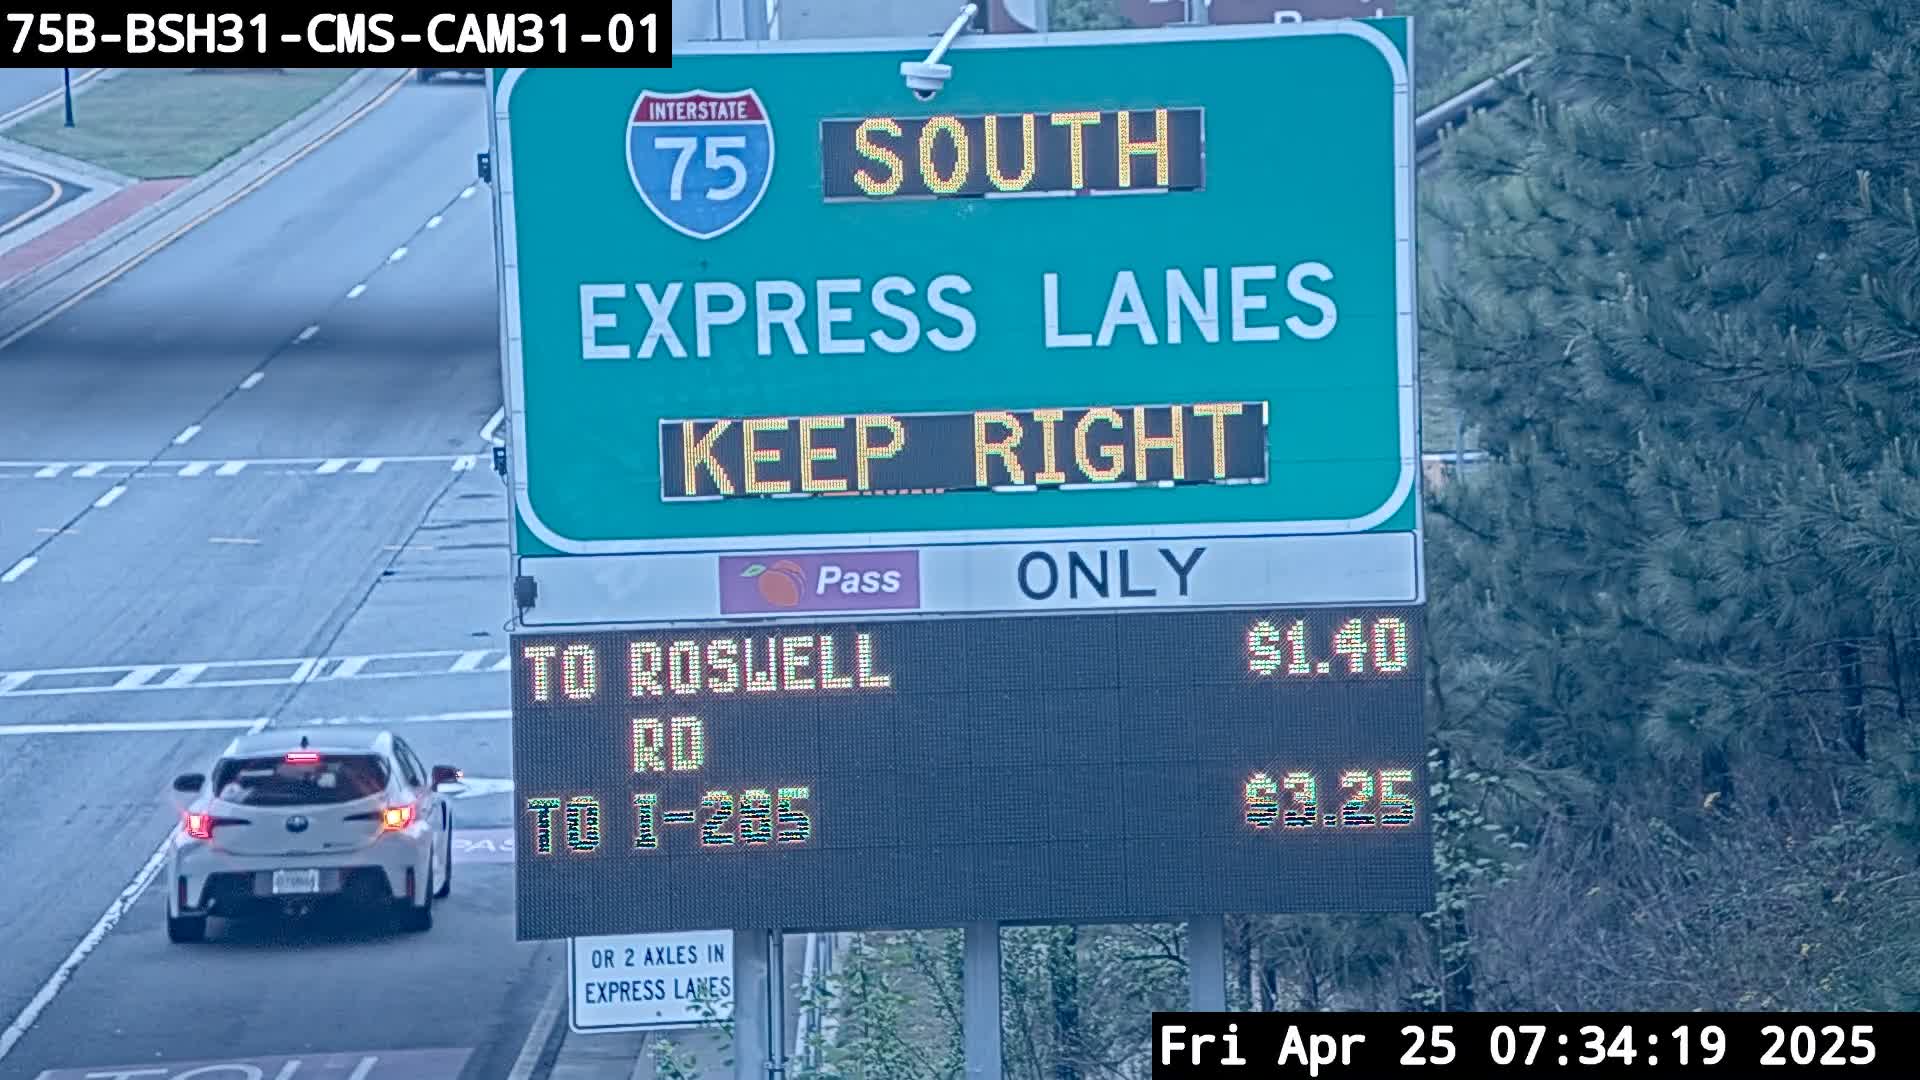 75B-BSH31-CMS-CAM31-01
INTERSTATE
75
SOUTH
EXPRESS LANES
KEEP RIGHT
Pass ONLY
TO ROSWELL $1.40
RD
TO I-285 $3.25
OR 2 AXLES IN
EXPRESS LANES
TOLL
Fri Apr 25 07:34:19 2025